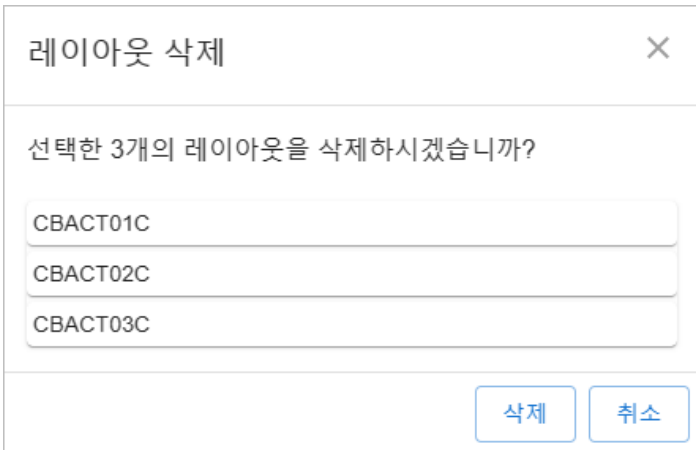 레이아웃 삭제
선택한 3개의 레이아웃을 삭제하시겠습니까?
CBACT01C
CBACT02C
CBACT03C
삭제 취소